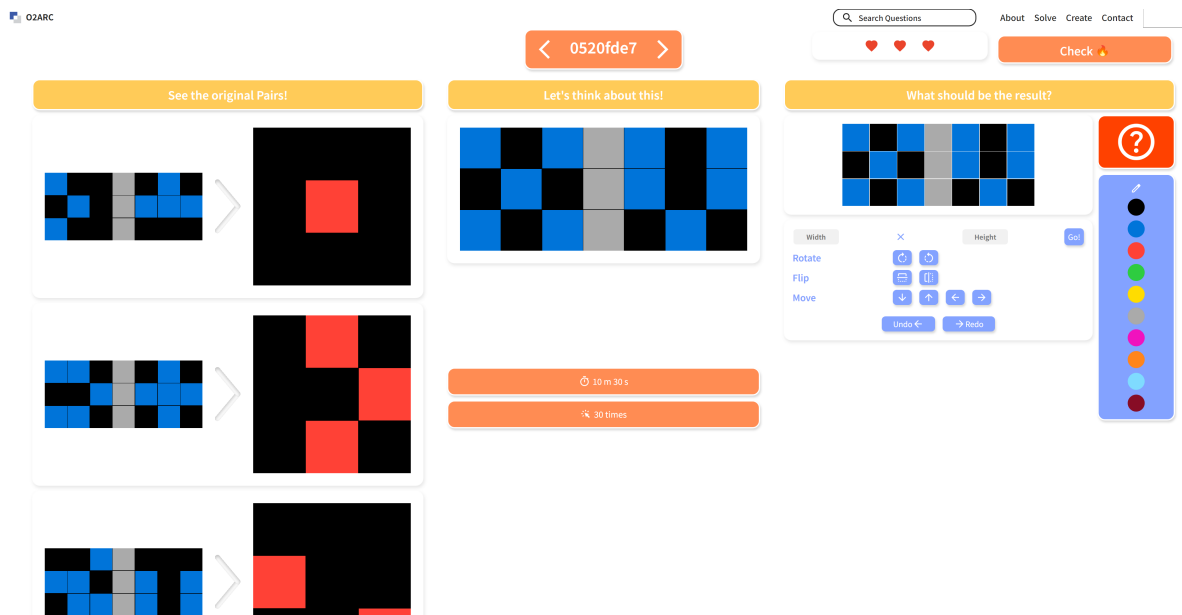 O2ARC
Search Questions
About Solve Create Contact
0520fde7
Check
See the original Pairs!
Let's think about this!
What should be the result?
?
Width × Height Go!
Rotate
Flip
Move
Undo ←
→ Redo
10 m 30 s
30 times